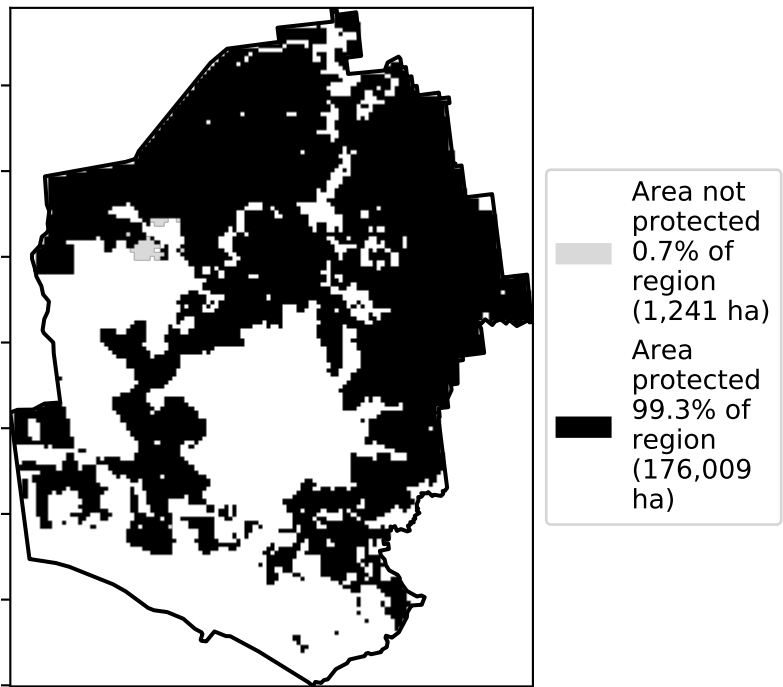 Area not
protected
0.7% of
region
(1,241 ha)
Area
protected
99.3% of
region
(176,009
ha)